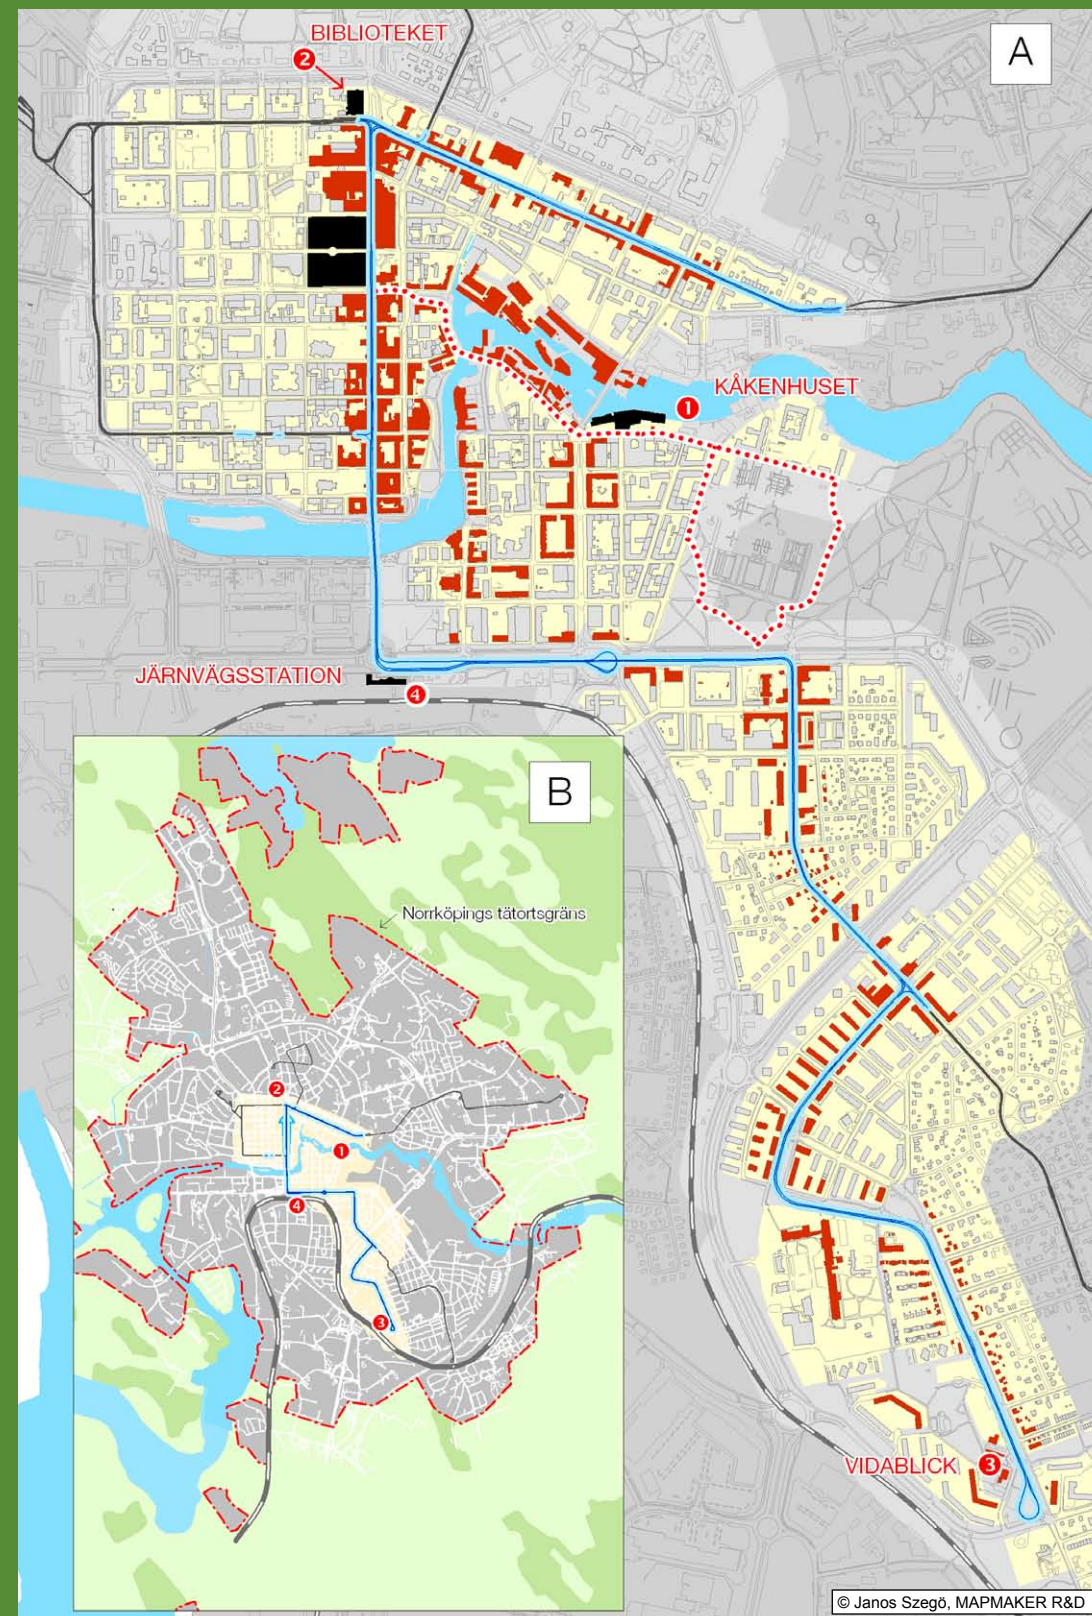 BIBLIOTEKET
2
A
KÅKENHUSET
1
JÄRNVÄGSSTATION
4
B
Norrköpings tätortsgräns
2
1
4
3
VIDABLICK
3
© Janos Szegö, MAPMAKER R&D